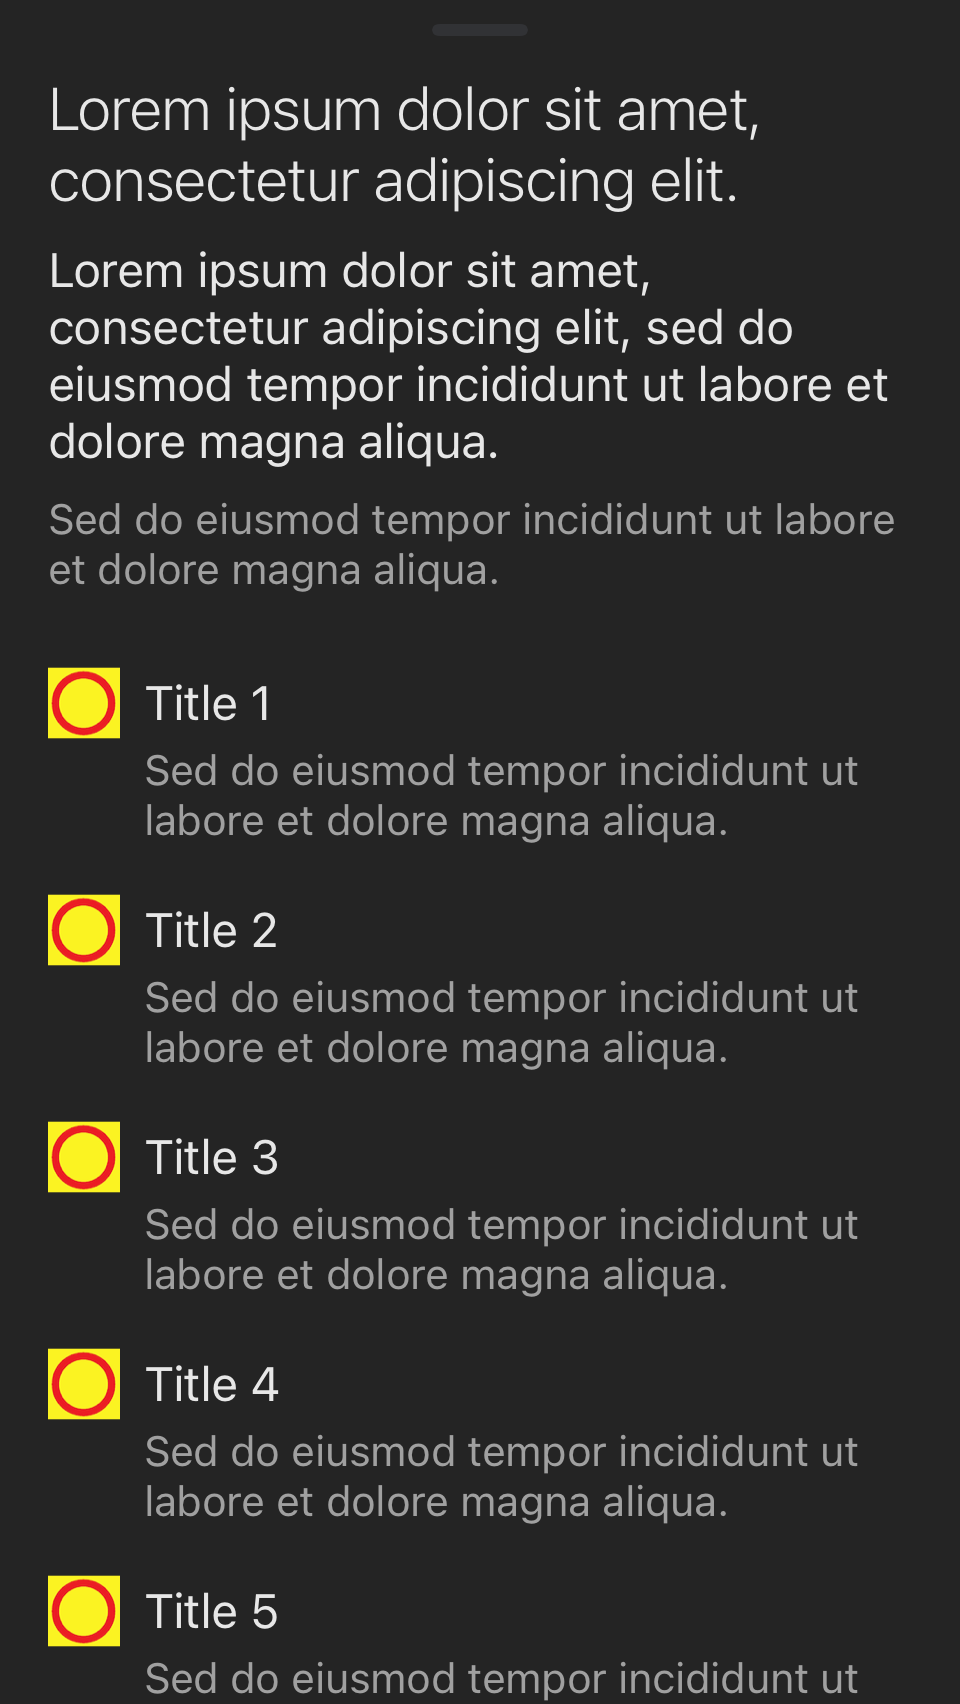 Lorem ipsum dolor sit amet,
consectetur adipiscing elit.
Lorem ipsum dolor sit amet,
consectetur adipiscing elit, sed do
eiusmod tempor incididunt ut labore et
dolore magna aliqua.
Sed do eiusmod tempor incididunt ut labore
et dolore magna aliqua.
Title 1
Sed do eiusmod tempor incididunt ut
labore et dolore magna aliqua.
Title 2
Sed do eiusmod tempor incididunt ut
labore et dolore magna aliqua.
Title 3
Sed do eiusmod tempor incididunt ut
labore et dolore magna aliqua.
Title 4
Sed do eiusmod tempor incididunt ut
labore et dolore magna aliqua.
Title 5
Sed do eiusmod tempor incididunt ut